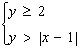 y ≥ 2
y > |x − 1|